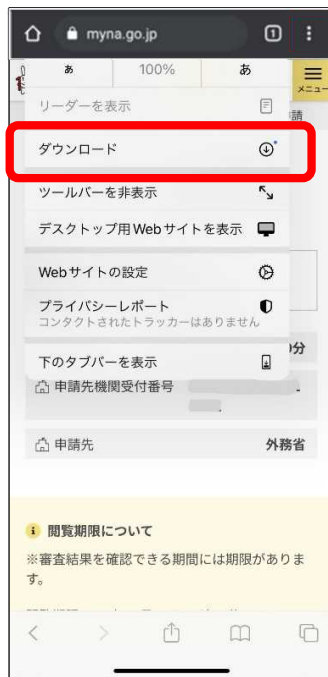 myna.go.jp
1
あ 100% あ
メニュー
リーダーを表示
請
ダウンロード
ツールバーを非表示
デスクトップ用Webサイトを表示
Webサイトの設定
プライバシーレポート
コンタクトされたトラッカーはありません
下のタブバーを表示
分
申請先機関受付番号
申請先 外務省
閲覧期限について
※審査結果を確認できる期間には期限がありま
す。